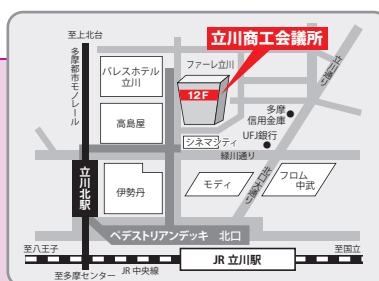 至上北台
多摩都市モノレール
立川商工会議所
ファーレ立川
12F
パレスホテル
立川
高島屋
シネマシティ
立川通り
多摩
信用金庫
UFJ銀行
緑川通り
立川北駅
伊勢丹
モディ
北口大通り
フロム
中武
ペデストリアンデッキ 北口
至八王子
至国立
JR 立川駅
JR 中央線
至多摩センター